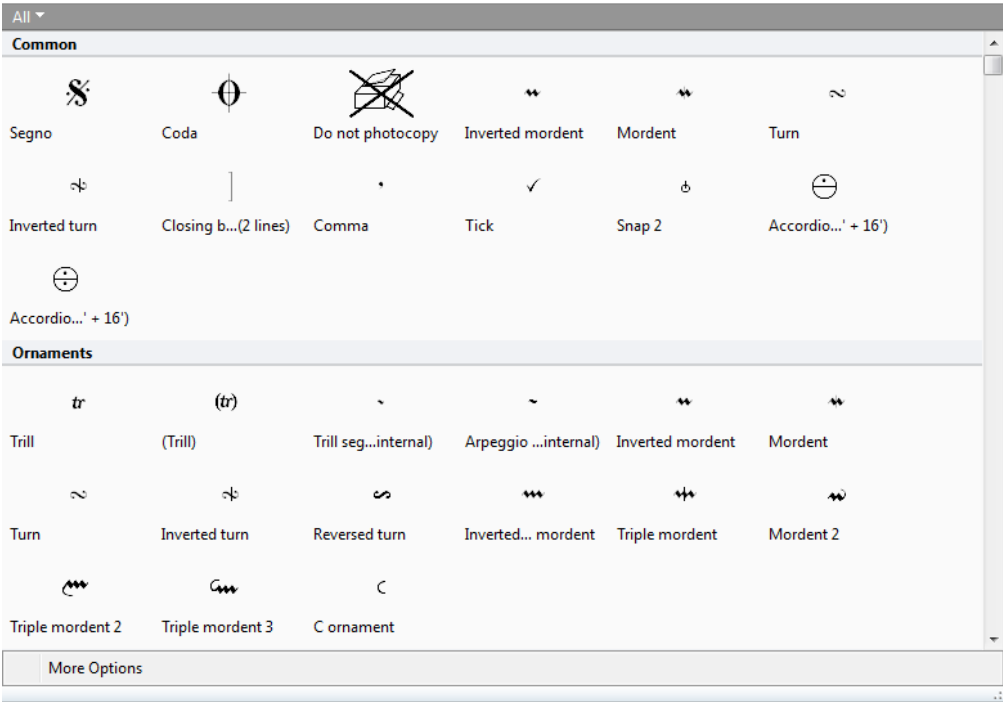 All
Common
Segno Coda Do not photocopy Inverted mordent Mordent Turn
Inverted turn Closing b...(2 lines) Comma Tick Snap 2 Accordio...' + 16')
Accordio...' + 16')
Ornaments
tr (tr)
Trill (Trill) Trill seg...internal) Arpeggio ...internal) Inverted mordent Mordent
Turn Inverted turn Reversed turn Inverted... mordent Triple mordent Mordent 2
Triple mordent 2 Triple mordent 3 C ornament
More Options